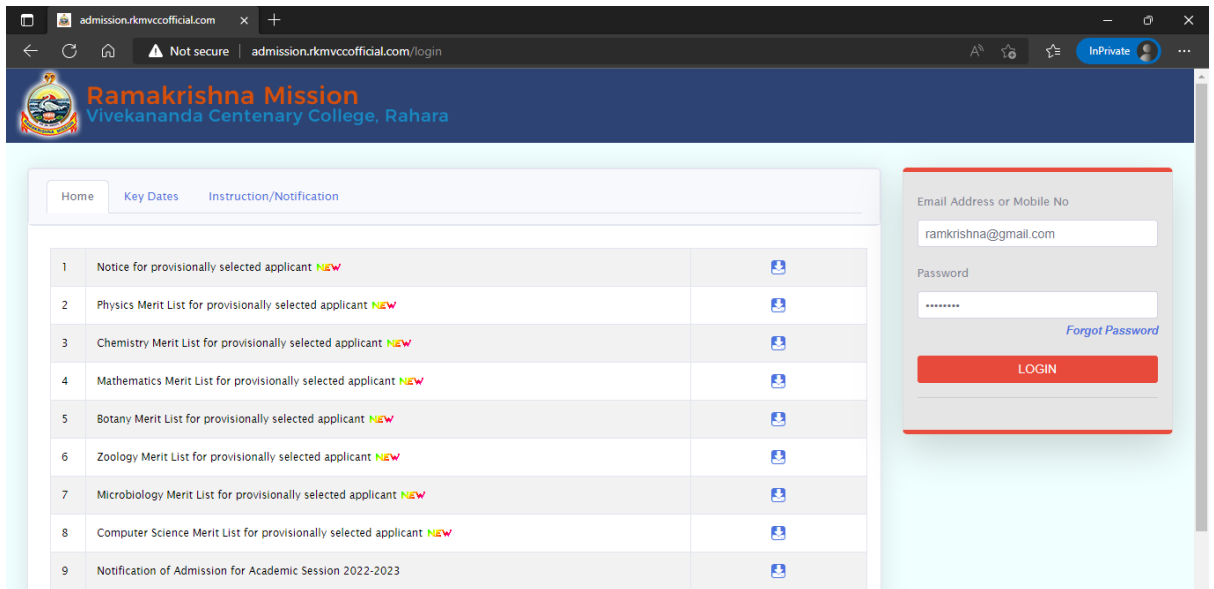 admission.rkmvccofficial.com
Not secure | admission.rkmvccofficial.com/login
InPrivate
Ramakrishna Mission
Vivekananda Centenary College, Rahara
Home Key Dates Instruction/Notification
1 Notice for provisionally selected applicant NEW
2 Physics Merit List for provisionally selected applicant NEW
3 Chemistry Merit List for provisionally selected applicant NEW
4 Mathematics Merit List for provisionally selected applicant NEW
5 Botany Merit List for provisionally selected applicant NEW
6 Zoology Merit List for provisionally selected applicant NEW
7 Microbiology Merit List for provisionally selected applicant NEW
8 Computer Science Merit List for provisionally selected applicant NEW
9 Notification of Admission for Academic Session 2022-2023
Email Address or Mobile No
ramkrishna@gmail.com
Password
••••••••
Forgot Password
LOGIN